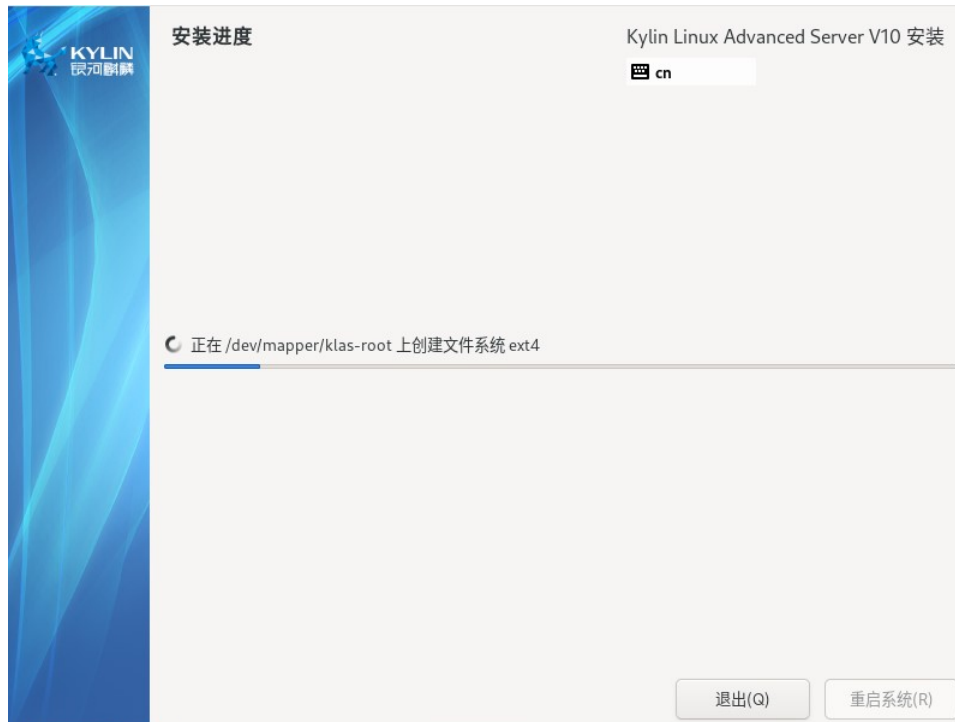 KYLIN
银河麒麟
安装进度
Kylin Linux Advanced Server V10 安装
cn
正在 /dev/mapper/klas-root 上创建文件系统 ext4
退出(Q)
重启系统(R)